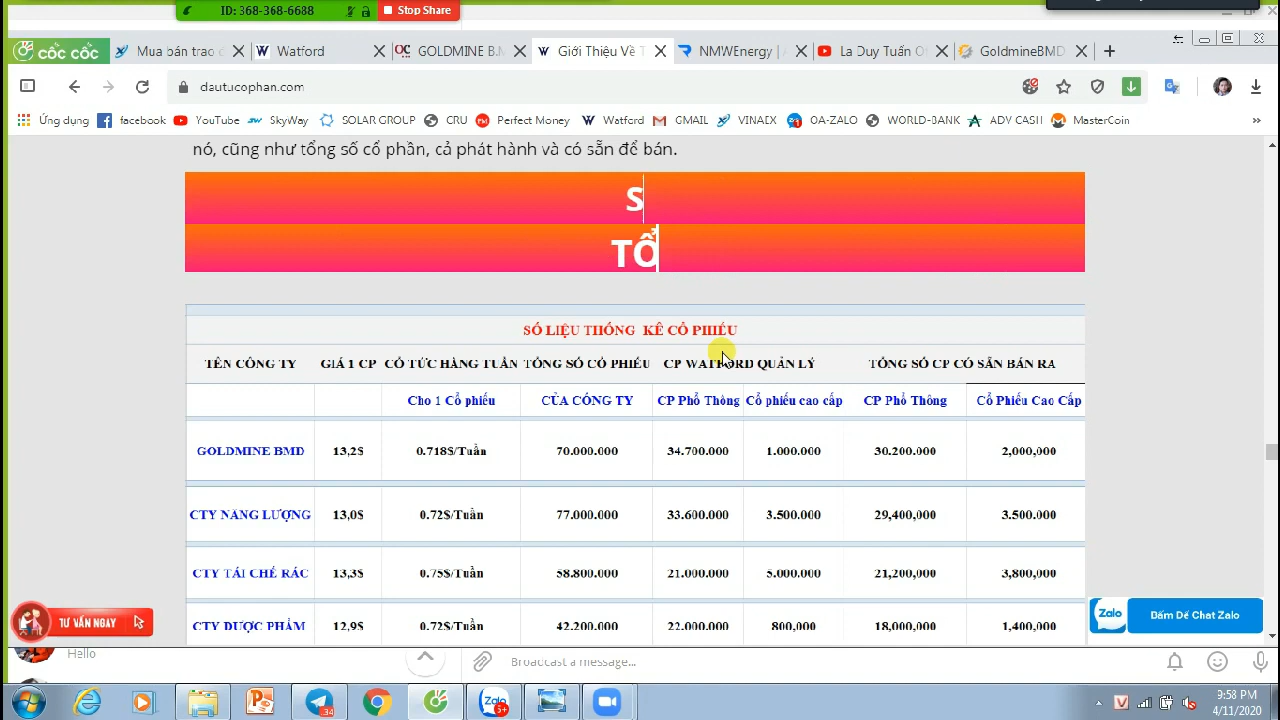 ID: 368-368-6688
Stop Share
CỐC CỐC
Mua bán trao đ
Watford
GOLDMINE B.M
Giới Thiệu Về T
NMWEnergy | A
La Duy Tuấn O
GoldmineBMD
dautucophan.com
Ứng dụng facebook YouTube SkyWay SOLAR GROUP CRU Perfect Money Watford GMAIL VINADX OA-ZALO WORLD-BANK ADV CASH MasterCoin
nó, cũng như tổng số cổ phần, cả phát hành và có sẵn để bán.
S
TỔ
SỐ LIỆU THỐNG KÊ CỔ PHIẾU
TÊN CÔNG TY GIÁ 1 CP CỔ TỨC HÀNG TUẦN TỔNG SỐ CỔ PHIẾU CP WATFORD QUẢN LÝ TỔNG SỐ CP CÓ SẴN BÁN RA
Cho 1 Cổ phiếu CỦA CÔNG TY CP Phổ Thông Cổ phiếu cao cấp CP Phổ Thông Cổ Phiếu Cao Cấp
GOLDMINE BMD 13,2$ 0.718$/Tuần 70.000.000 34.700.000 1.000.000 30.200.000 2,000,000
CTY NĂNG LƯỢNG 13,0$ 0.72$/Tuần 77.000.000 33.600.000 3.500.000 29,400,000 3.500.000
CTY TÁI CHẾ RÁC 13,3$ 0.75$/Tuần 58.800.000 21.000.000 5.000.000 21,200,000 3,800,000
CTY DƯỢC PHẨM 12,9$ 0.72$/Tuần 42.200.000 22.000.000 800,000 18,000,000 1,400,000
TƯ VẤN NGAY
Zalo
Bấm Để Chat Zalo
Hello
Broadcast a message...
34
Zalo
5+
V
9:58 PM
4/11/2020